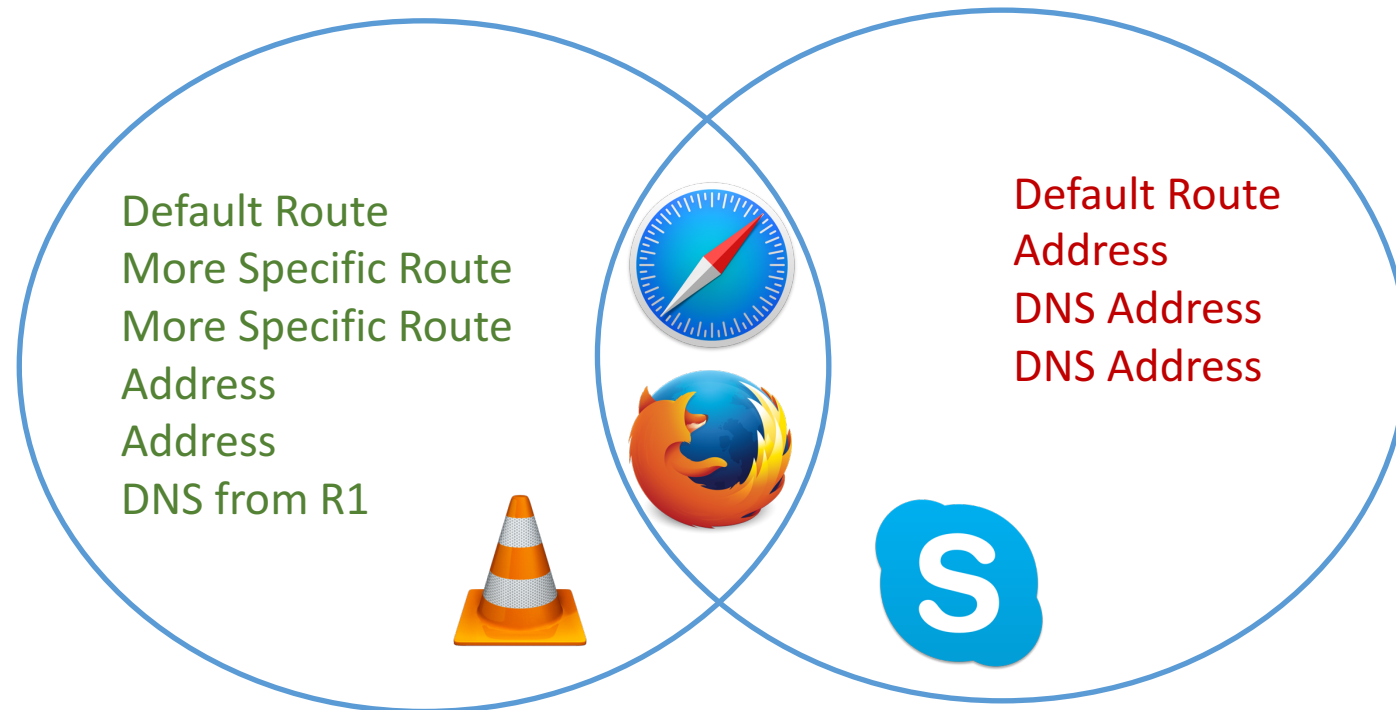 Default Route
More Specific Route
More Specific Route
Address
Address
DNS from R1
Default Route
Address
DNS Address
DNS Address
S